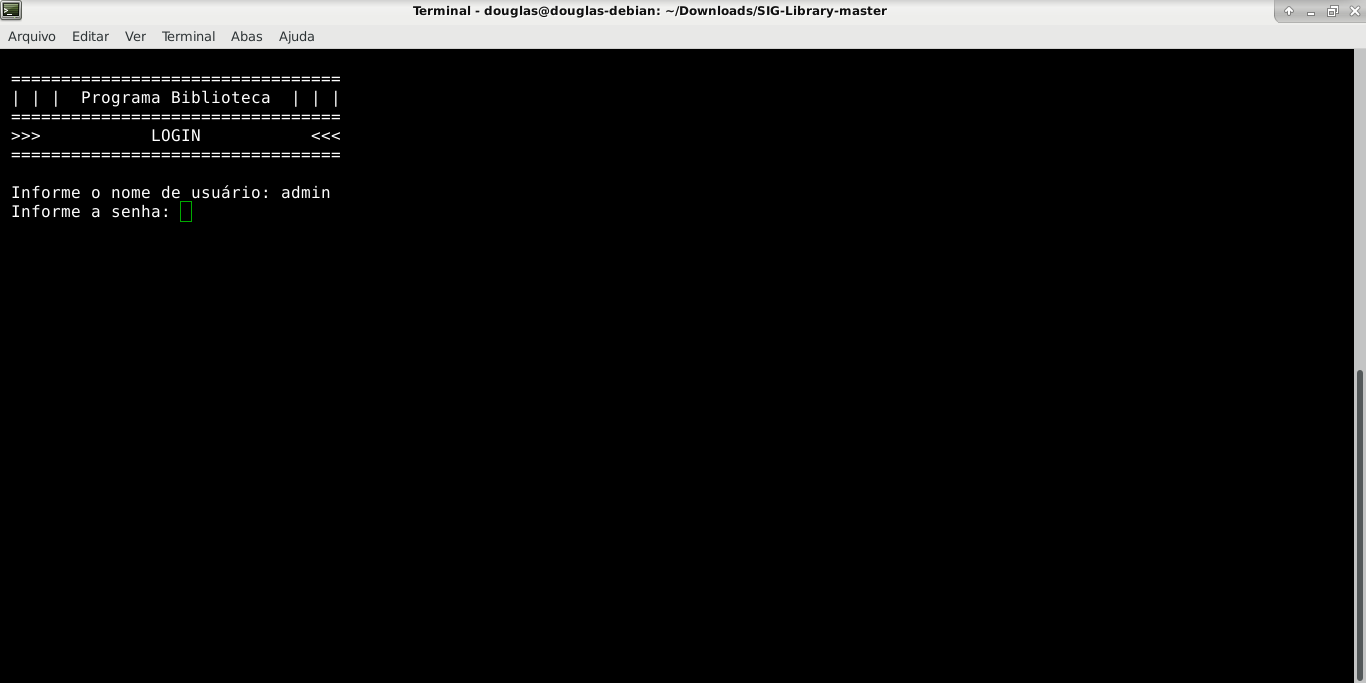 Terminal - douglas@douglas-debian: ~/Downloads/SIG-Library-master
Arquivo Editar Ver Terminal Abas Ajuda
=================================
| | |  Programa Biblioteca  | | |
=================================
>>>           LOGIN           <<<
=================================
Informe o nome de usuário: admin
Informe a senha: